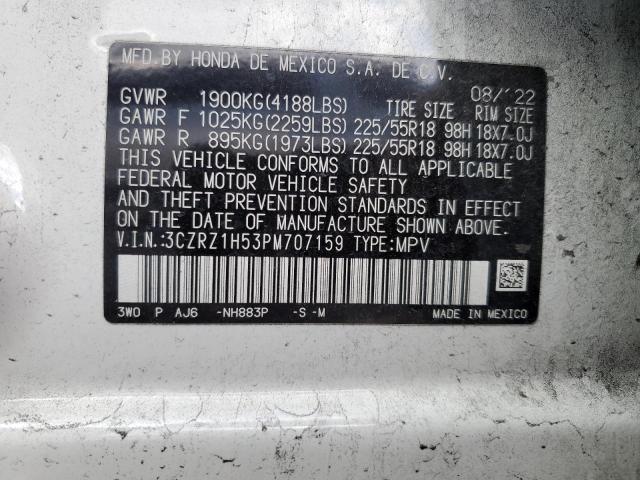 MFD.BY HONDA DE MEXICO S.A. DE C.V. 08/'22
GVWR 1900KG(4188LBS) TIRE SIZE RIM SIZE
GAWR F 1025KG(2259LBS) 225/55R18 98H 18X7.0J
GAWR R 895KG(1973LBS) 225/55R18 98H 18X7.0J
THIS VEHICLE CONFORMS TO ALL APPLICABLE
FEDERAL MOTOR VEHICLE SAFETY
AND THEFT PREVENTION STANDARDS IN EFFECT
ON THE DATE OF MANUFACTURE SHOWN ABOVE.
V.I.N.:3CZRZ1H53PM707159 TYPE:MPV
3W0 P AJ6 -NH883P -S -M MADE IN MEXICO